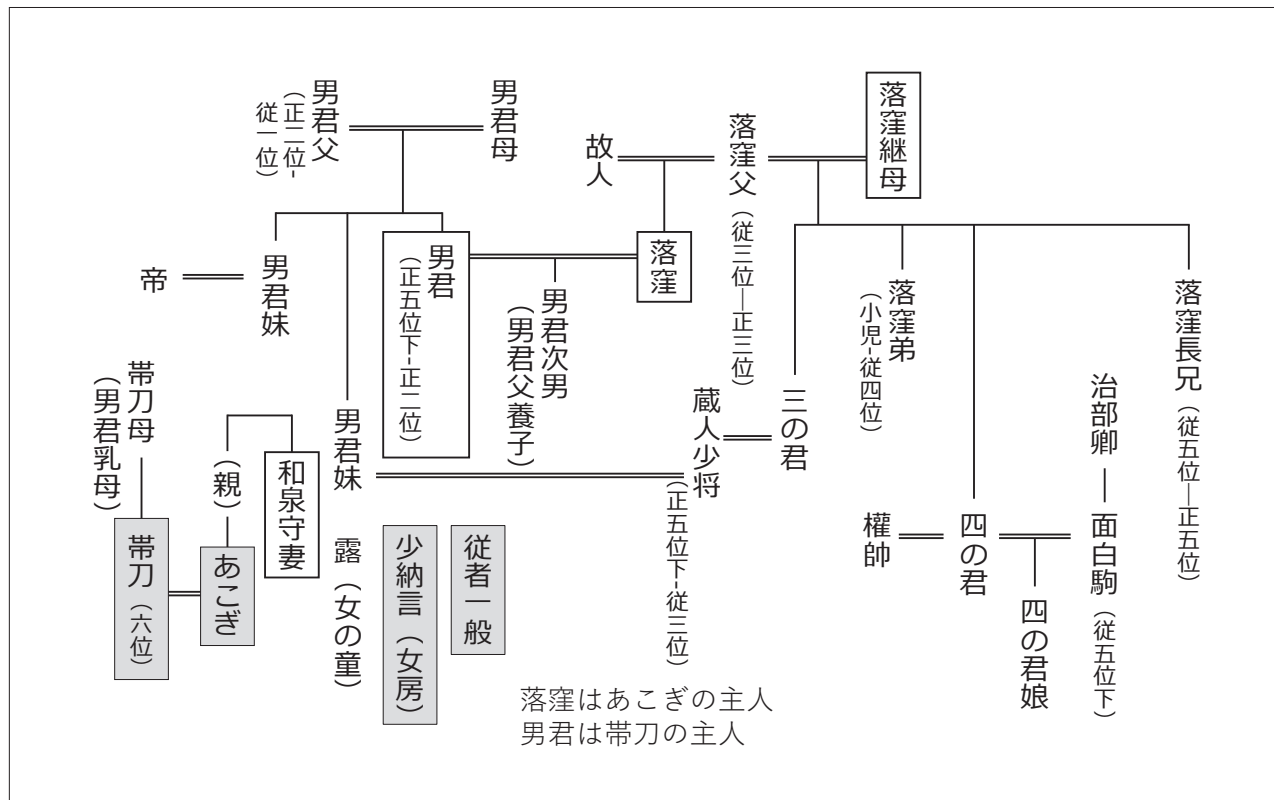 落窪継母
男君母
男君父
（正二位-
従一位）
落窪父（従三位―正三位）
故人
落窪
男君
（正五位下-正二位）
男君妹
帝
落窪長兄（従五位―正五位）
落窪弟
（小児-従四位）
男君次男
（男君父養子）
三の君
蔵人少将
（正五位下-従三位）
男君妹
治部卿
面白駒（従五位下）
四の君
權帥
四の君娘
帯刀母
（男君乳母）
和泉守妻
（親）
帯刀（六位）
あこぎ
露（女の童）
少納言（女房）
従者一般
落窪はあこぎの主人
男君は帯刀の主人